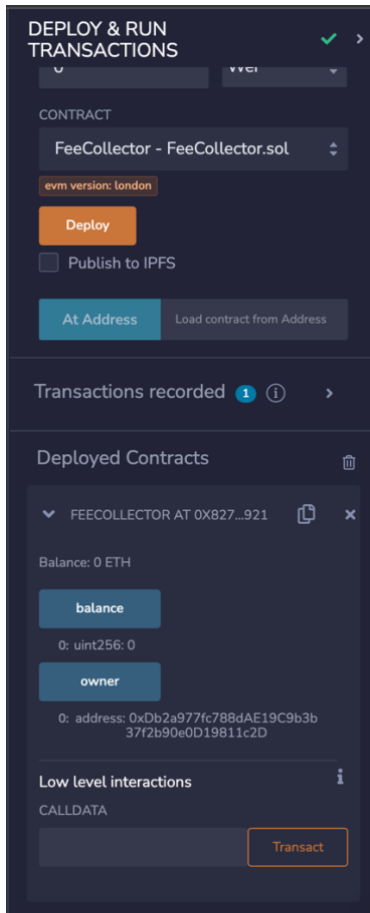 DEPLOY & RUN
TRANSACTIONS
CONTRACT
FeeCollector - FeeCollector.sol
evm version: london
Deploy
Publish to IPFS
At Address
Load contract from Address
Transactions recorded 1
Deployed Contracts
FEECOLLECTOR AT 0X827...921
Balance: 0 ETH
balance
0: uint256: 0
owner
0: address: 0xDb2a977fc788dAE19C9b3b
37f2b90e0D19811c2D
Low level interactions
CALLDATA
Transact